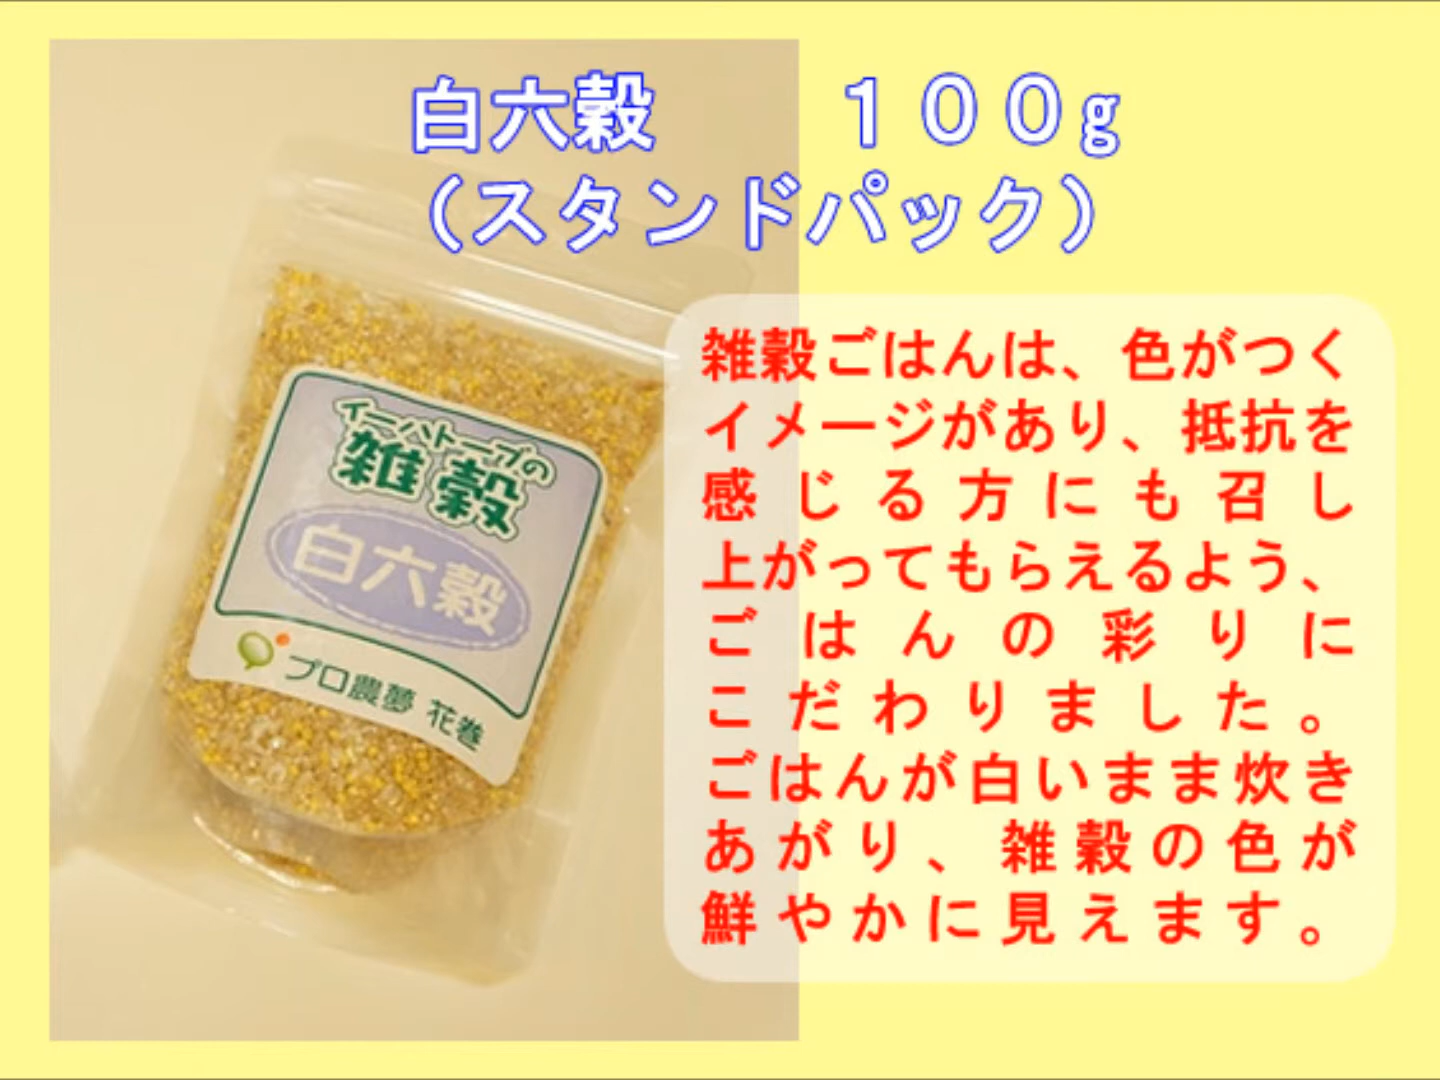 白六穀　　１００g
（スタンドパック）
イーハトーブの
雑穀
白六穀
プロ農夢 花巻
雑穀ごはんは、色がつく
イメージがあり、抵抗を
感じる方にも召し
上がってもらえるよう、
ごはんの彩りに
こだわりました。
ごはんが白いまま炊き
あがり、雑穀の色が
鮮やかに見えます。